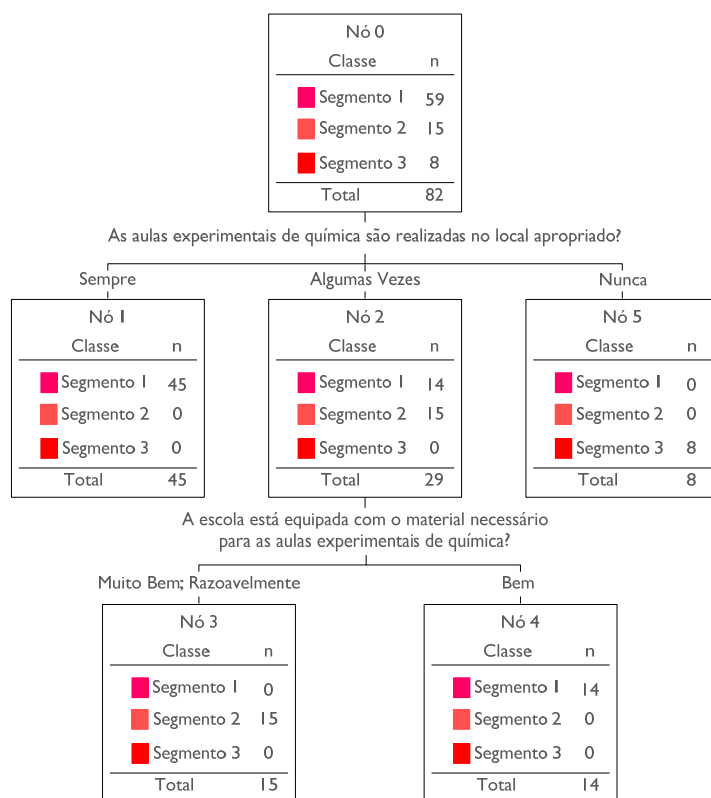 Nó 0
Classe n
Segmento 1 59
Segmento 2 15
Segmento 3 8
Total 82
As aulas experimentais de química são realizadas no local apropriado?
Sempre Algumas Vezes Nunca
Nó 1
Classe n
Segmento 1 45
Segmento 2 0
Segmento 3 0
Total 45
Nó 2
Classe n
Segmento 1 14
Segmento 2 15
Segmento 3 0
Total 29
Nó 5
Classe n
Segmento 1 0
Segmento 2 0
Segmento 3 8
Total 8
A escola está equipada com o material necessário
para as aulas experimentais de química?
Muito Bem; Razoavelmente Bem
Nó 3
Classe n
Segmento 1 0
Segmento 2 15
Segmento 3 0
Total 15
Nó 4
Classe n
Segmento 1 14
Segmento 2 0
Segmento 3 0
Total 14